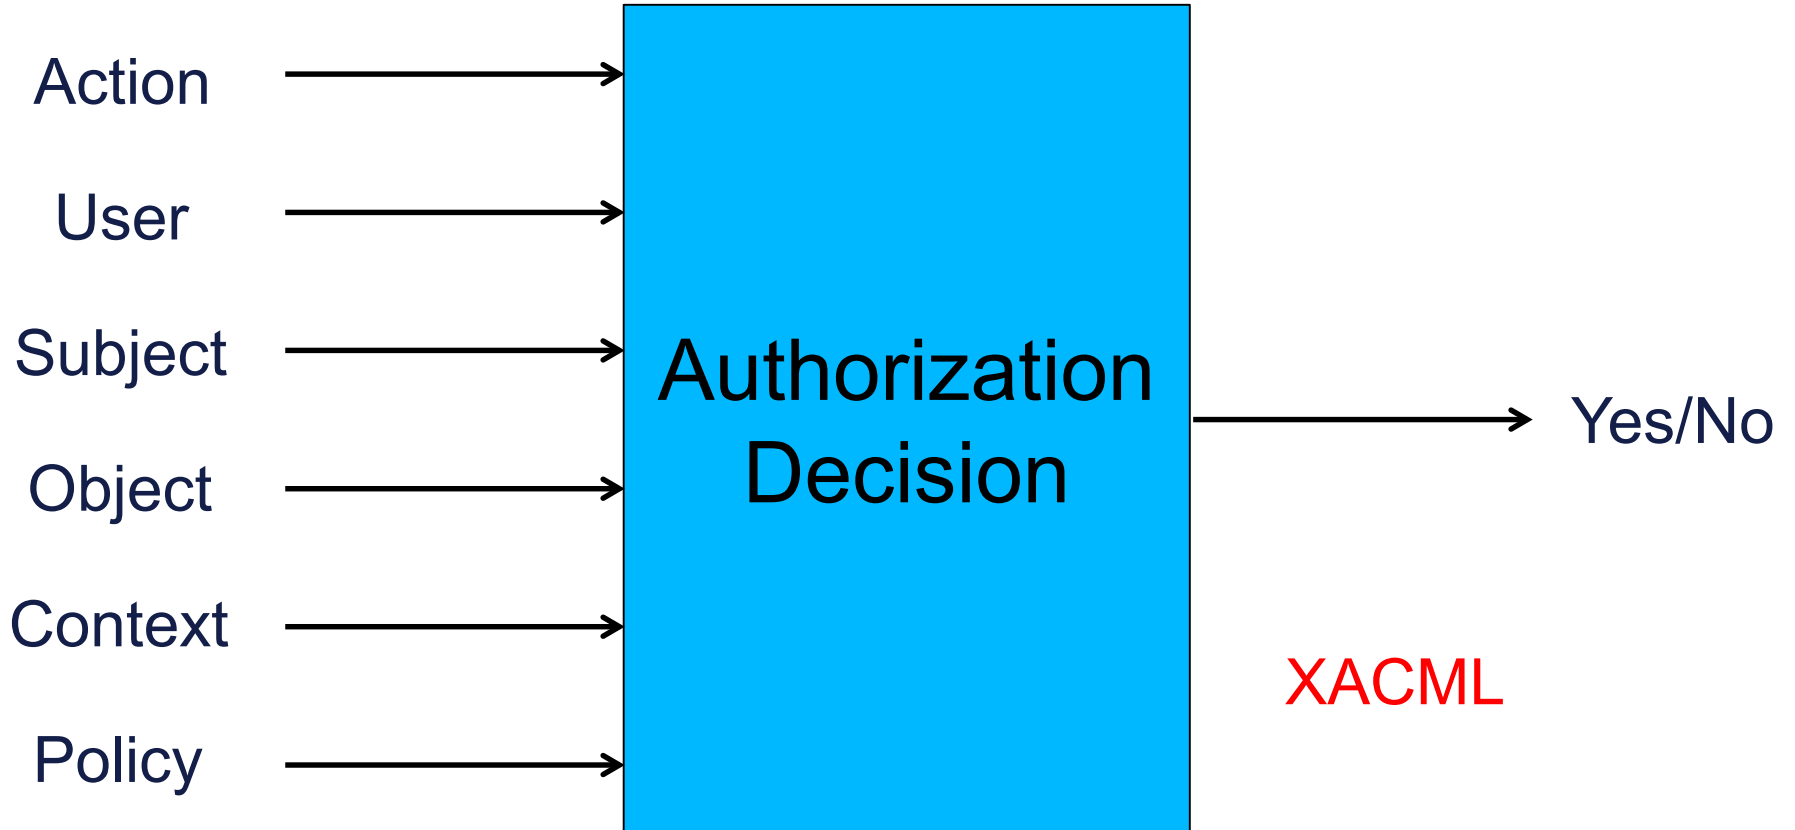 Action
User
Subject
Object
Context
Policy
Authorization
Decision
Yes/No
XACML